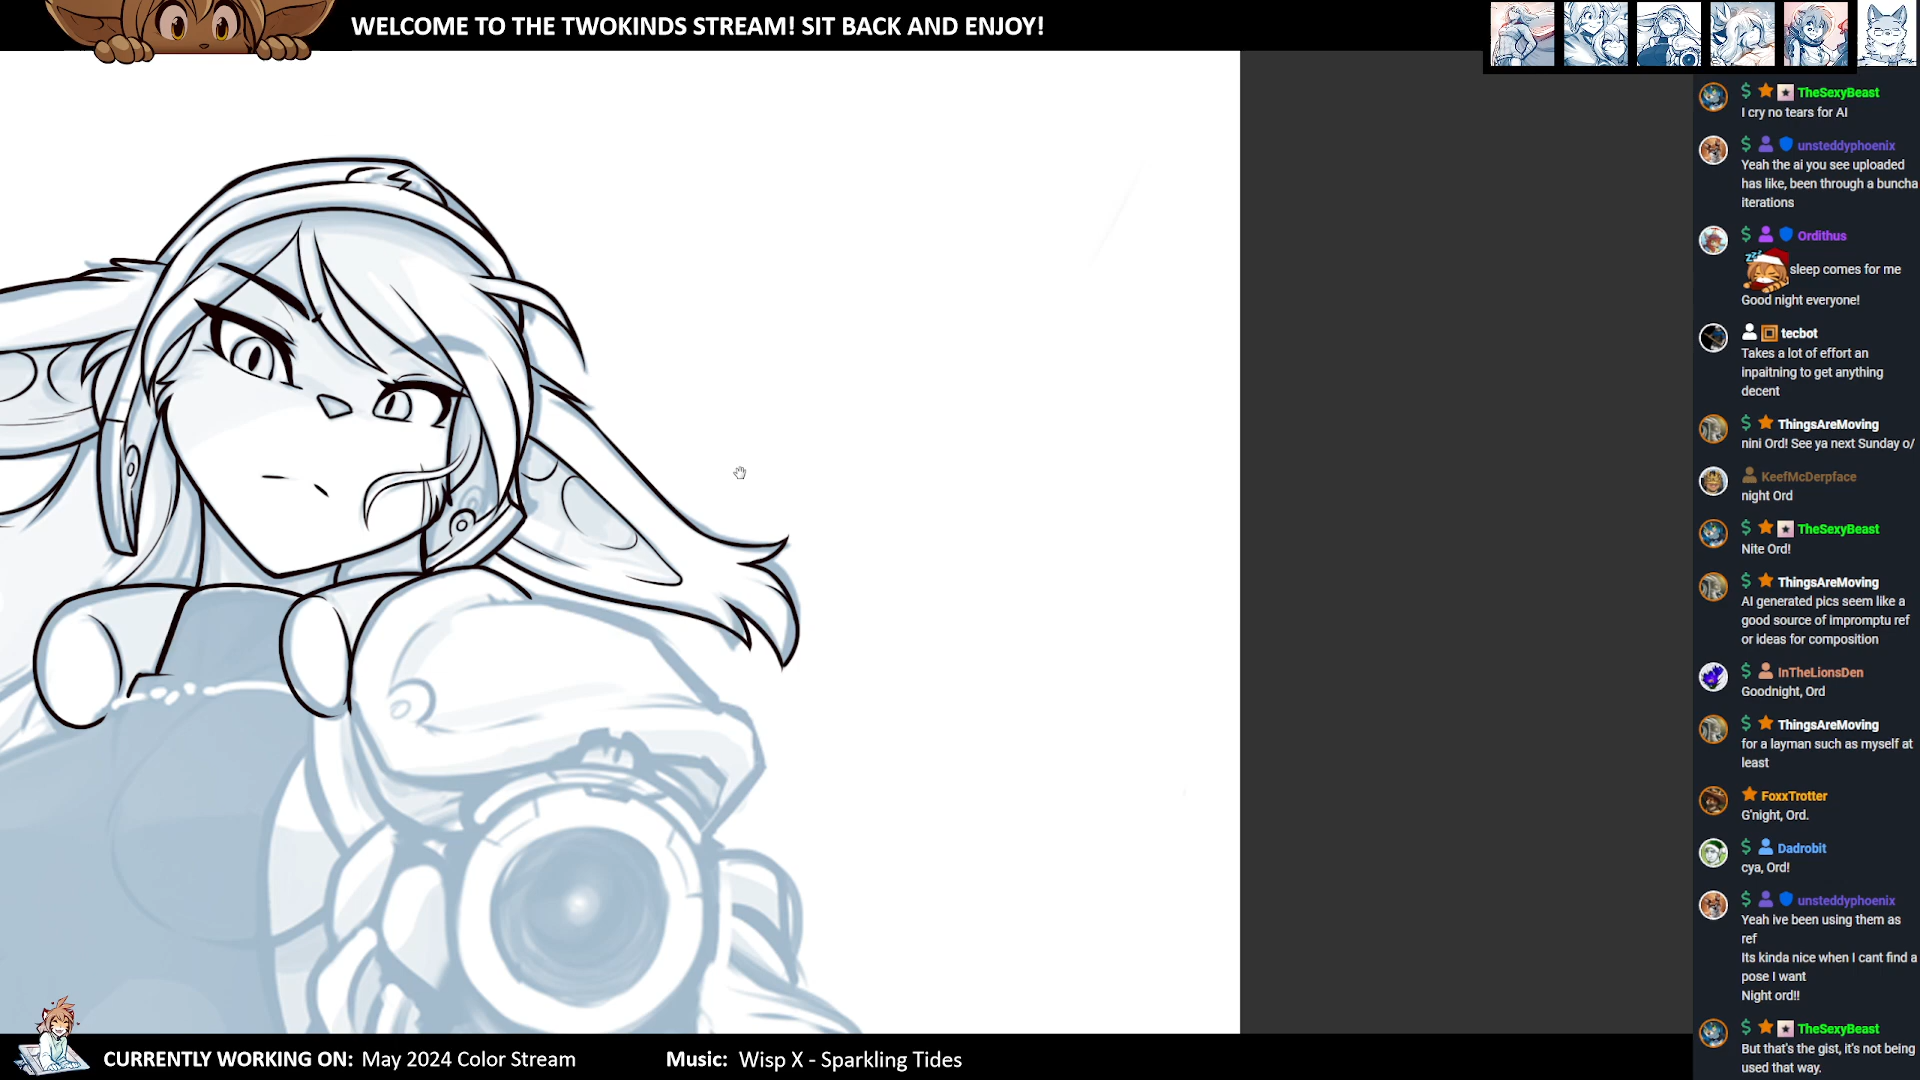 WELCOME TO THE TWOKINDS STREAM! SIT BACK AND ENJOY!
TheSexyBeast
I cry no tears for AI
unsteddyphoenix
Yeah the ai you see uploaded
has like, been through a buncha
iterations
Ordithus
sleep comes for me
Good night everyone!
tecbot
Takes a lot of effort an
inpaitning to get anything
decent
ThingsAreMoving
nini Ord! See ya next Sunday o/
KeefMcDerpface
night Ord
TheSexyBeast
Nite Ord!
ThingsAreMoving
AI generated pics seem like a
good source of impromptu ref
or ideas for composition
InTheLionsDen
Goodnight, Ord
ThingsAreMoving
for a layman such as myself at
least
FoxxTrotter
G'night, Ord.
Dadrobit
cya, Ord!
unsteddyphoenix
Yeah ive been using them as
ref
Its kinda nice when I cant find a
pose I want
Night ord!!
TheSexyBeast
But that's the gist, it's not being
used that way.
CURRENTLY WORKING ON: May 2024 Color Stream
Music: Wisp X - Sparkling Tides